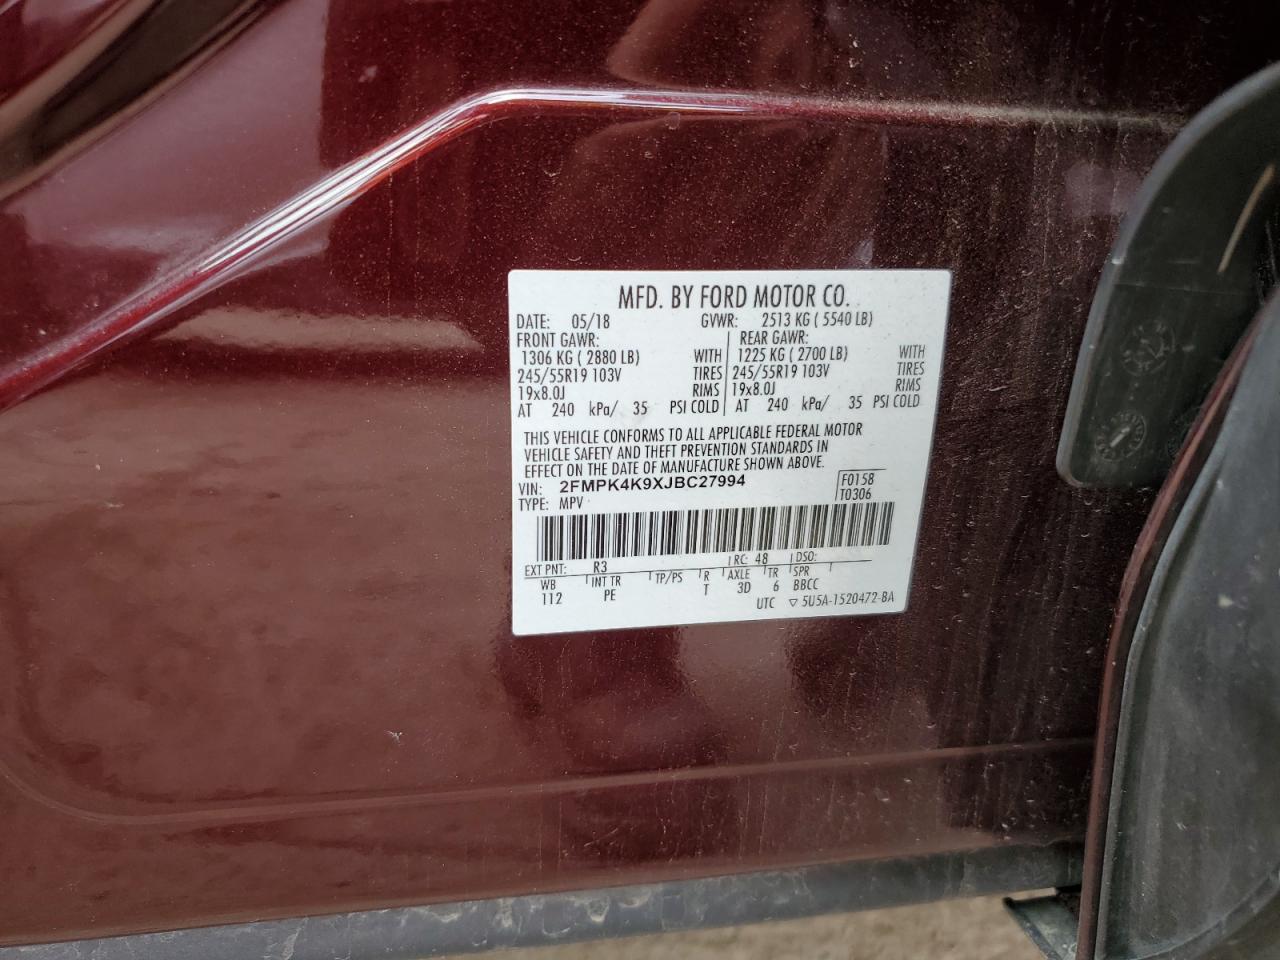 MFD. BY FORD MOTOR CO.
DATE: 05/18 GVWR: 2513 KG ( 5540 LB)
FRONT GAWR: REAR GAWR:
1306 KG ( 2880 LB) WITH 1225 KG ( 2700 LB) WITH
245/55R19 103V TIRES 245/55R19 103V TIRES
19x8.0J RIMS 19x8.0J RIMS
AT 240 kPa/ 35 PSI COLD AT 240 kPa/ 35 PSI COLD
THIS VEHICLE CONFORMS TO ALL APPLICABLE FEDERAL MOTOR
VEHICLE SAFETY AND THEFT PREVENTION STANDARDS IN
EFFECT ON THE DATE OF MANUFACTURE SHOWN ABOVE.
VIN: 2FMPK4K9XJBC27994 F0158
TYPE: MPV T0306
EXT PNT: R3 RC: 48 DSO:
WB INT TR TP/PS R AXLE TR SPR
112 PE T 3D 6 BBCC
UTC ▽ 5U5A-1520472-BA